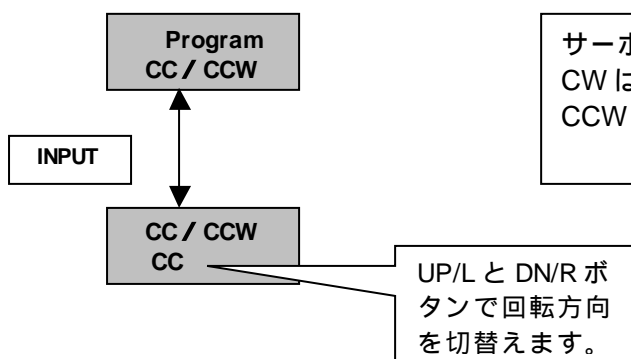 Program
CC / CCW
サーボ
CW は
CCW
INPUT
CC / CCW
CC
UP/L と DN/R ボ
タンで回転方向
を切替えます。